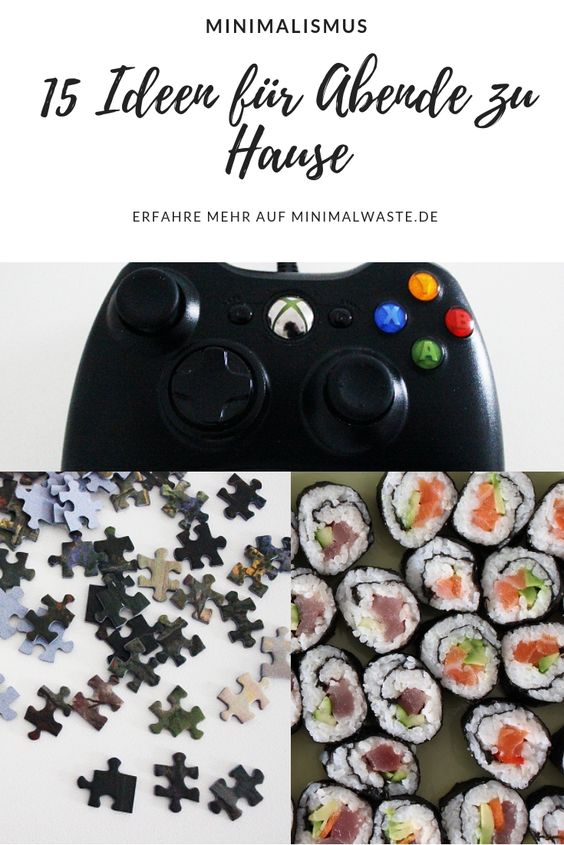 MINIMALISMUS
15 Ideen für Abende zu
Hause
ERFAHRE MEHR AUF MINIMALWASTE.DE
Y
X
B
A